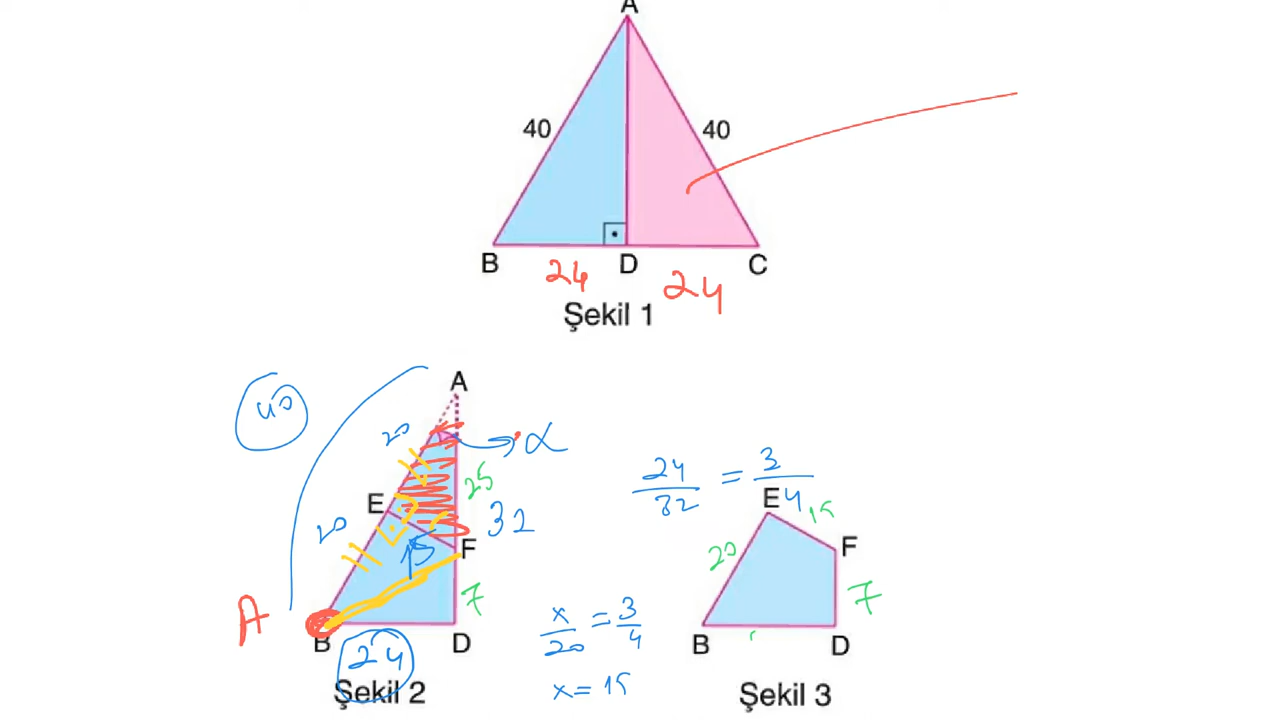 A
40
40
B
D
C
24
24
Şekil 1
A
40
20
α
25
E
32
20
15
F
7
A
B
D
24
Şekil 2
24/32 = 3/4
x/20 = 3/4
x = 15
E
15
20
F
7
B
D
Şekil 3